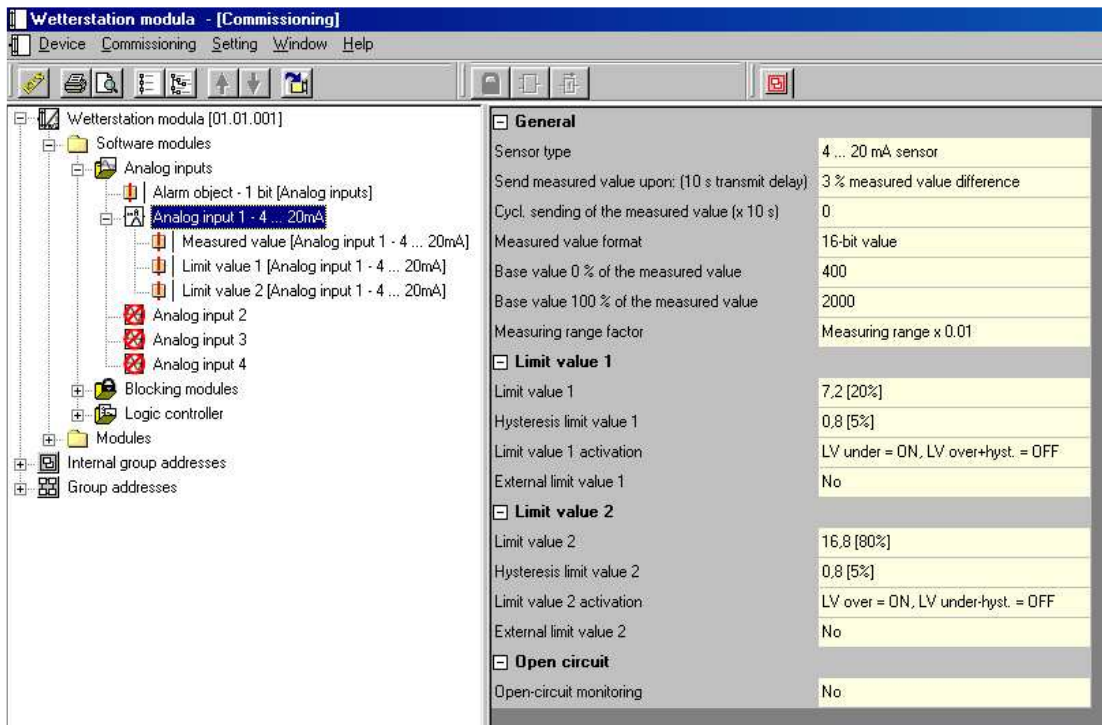 Wetterstation modula - [Commissioning]
Device Commissioning Setting Window Help
Wetterstation modula [01.01.001]
Software modules
Analog inputs
Alarm object - 1 bit [Analog inputs]
Analog input 1 - 4 ... 20mA
Measured value [Analog input 1 - 4 ... 20mA]
Limit value 1 [Analog input 1 - 4 ... 20mA]
Limit value 2 [Analog input 1 - 4 ... 20mA]
Analog input 2
Analog input 3
Analog input 4
Blocking modules
Logic controller
Modules
Internal group addresses
Group addresses
General
Sensor type 4 ... 20 mA sensor
Send measured value upon: (10 s transmit delay) 3 % measured value difference
Cycl. sending of the measured value (x 10 s) 0
Measured value format 16-bit value
Base value 0 % of the measured value 400
Base value 100 % of the measured value 2000
Measuring range factor Measuring range x 0.01
Limit value 1
Limit value 1 7,2 [20%]
Hysteresis limit value 1 0,8 [5%]
Limit value 1 activation LV under = ON, LV over+hyst. = OFF
External limit value 1 No
Limit value 2
Limit value 2 16,8 [80%]
Hysteresis limit value 2 0,8 [5%]
Limit value 2 activation LV over = ON, LV under-hyst. = OFF
External limit value 2 No
Open circuit
Open-circuit monitoring No